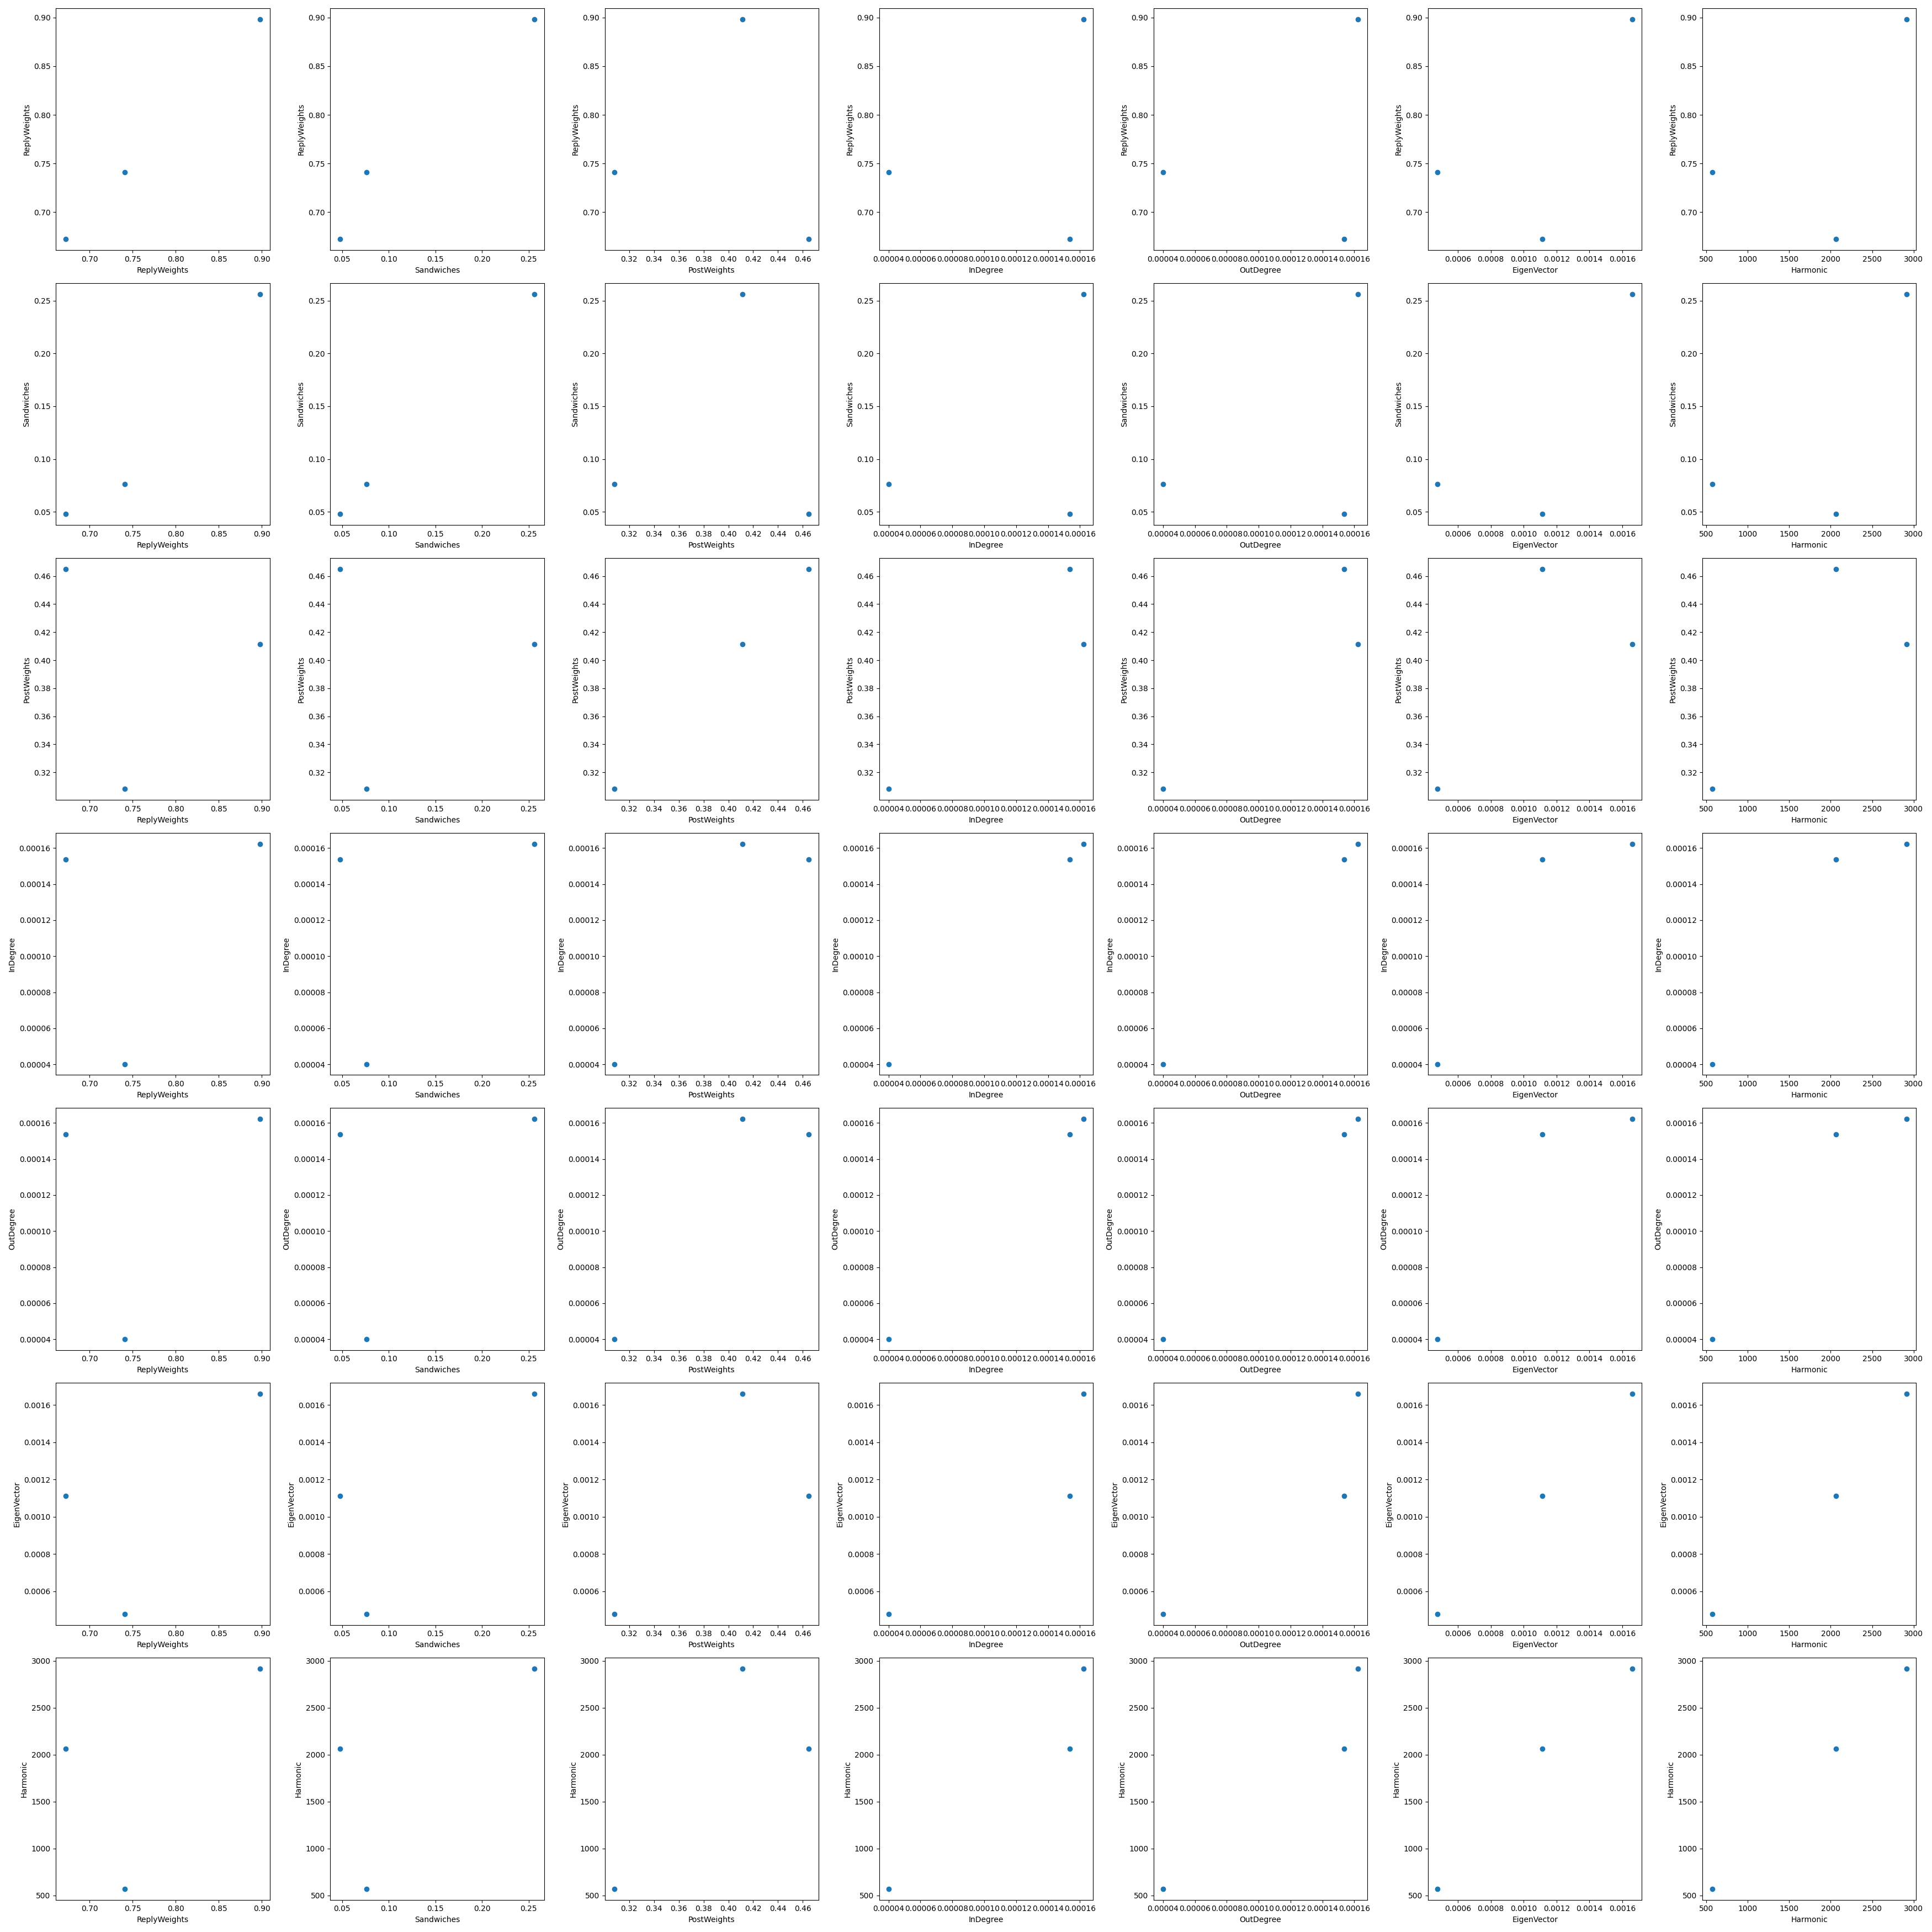 0.90 0.90 0.90 0.90 0.90 0.90 0.90
0.85 0.85 0.85 0.85 0.85 0.85 0.85
0.80 0.80 0.80 0.80 0.80 0.80 0.80
ReplyWeights ReplyWeights ReplyWeights ReplyWeights ReplyWeights ReplyWeights ReplyWeights
0.75 0.75 0.75 0.75 0.75 0.75 0.75
0.70 0.70 0.70 0.70 0.70 0.70 0.70
0.70 0.75 0.80 0.85 0.90 0.05 0.10 0.15 0.20 0.25 0.32 0.34 0.36 0.38 0.40 0.42 0.44 0.46 0.00004 0.00006 0.00008 0.00010 0.00012 0.00014 0.00016 0.00004 0.00006 0.00008 0.00010 0.00012 0.00014 0.00016 0.0006 0.0008 0.0010 0.0012 0.0014 0.0016 500 1000 1500 2000 2500 3000
ReplyWeights Sandwiches PostWeights InDegree OutDegree EigenVector Harmonic
0.25 0.25 0.25 0.25 0.25 0.25 0.25
0.20 0.20 0.20 0.20 0.20 0.20 0.20
0.15 0.15 0.15 0.15 0.15 0.15 0.15
Sandwiches Sandwiches Sandwiches Sandwiches Sandwiches Sandwiches Sandwiches
0.10 0.10 0.10 0.10 0.10 0.10 0.10
0.05 0.05 0.05 0.05 0.05 0.05 0.05
0.70 0.75 0.80 0.85 0.90 0.05 0.10 0.15 0.20 0.25 0.32 0.34 0.36 0.38 0.40 0.42 0.44 0.46 0.00004 0.00006 0.00008 0.00010 0.00012 0.00014 0.00016 0.00004 0.00006 0.00008 0.00010 0.00012 0.00014 0.00016 0.0006 0.0008 0.0010 0.0012 0.0014 0.0016 500 1000 1500 2000 2500 3000
ReplyWeights Sandwiches PostWeights InDegree OutDegree EigenVector Harmonic
0.46 0.46 0.46 0.46 0.46 0.46 0.46
0.44 0.44 0.44 0.44 0.44 0.44 0.44
0.42 0.42 0.42 0.42 0.42 0.42 0.42
0.40 0.40 0.40 0.40 0.40 0.40 0.40
PostWeights PostWeights PostWeights PostWeights PostWeights PostWeights PostWeights
0.38 0.38 0.38 0.38 0.38 0.38 0.38
0.36 0.36 0.36 0.36 0.36 0.36 0.36
0.34 0.34 0.34 0.34 0.34 0.34 0.34
0.32 0.32 0.32 0.32 0.32 0.32 0.32
0.70 0.75 0.80 0.85 0.90 0.05 0.10 0.15 0.20 0.25 0.32 0.34 0.36 0.38 0.40 0.42 0.44 0.46 0.00004 0.00006 0.00008 0.00010 0.00012 0.00014 0.00016 0.00004 0.00006 0.00008 0.00010 0.00012 0.00014 0.00016 0.0006 0.0008 0.0010 0.0012 0.0014 0.0016 500 1000 1500 2000 2500 3000
ReplyWeights Sandwiches PostWeights InDegree OutDegree EigenVector Harmonic
0.00016 0.00016 0.00016 0.00016 0.00016 0.00016 0.00016
0.00014 0.00014 0.00014 0.00014 0.00014 0.00014 0.00014
0.00012 0.00012 0.00012 0.00012 0.00012 0.00012 0.00012
0.00010 0.00010 0.00010 0.00010 0.00010 0.00010 0.00010
InDegree InDegree InDegree InDegree InDegree InDegree InDegree
0.00008 0.00008 0.00008 0.00008 0.00008 0.00008 0.00008
0.00006 0.00006 0.00006 0.00006 0.00006 0.00006 0.00006
0.00004 0.00004 0.00004 0.00004 0.00004 0.00004 0.00004
0.70 0.75 0.80 0.85 0.90 0.05 0.10 0.15 0.20 0.25 0.32 0.34 0.36 0.38 0.40 0.42 0.44 0.46 0.00004 0.00006 0.00008 0.00010 0.00012 0.00014 0.00016 0.00004 0.00006 0.00008 0.00010 0.00012 0.00014 0.00016 0.0006 0.0008 0.0010 0.0012 0.0014 0.0016 500 1000 1500 2000 2500 3000
ReplyWeights Sandwiches PostWeights InDegree OutDegree EigenVector Harmonic
0.00016 0.00016 0.00016 0.00016 0.00016 0.00016 0.00016
0.00014 0.00014 0.00014 0.00014 0.00014 0.00014 0.00014
0.00012 0.00012 0.00012 0.00012 0.00012 0.00012 0.00012
0.00010 0.00010 0.00010 0.00010 0.00010 0.00010 0.00010
OutDegree OutDegree OutDegree OutDegree OutDegree OutDegree OutDegree
0.00008 0.00008 0.00008 0.00008 0.00008 0.00008 0.00008
0.00006 0.00006 0.00006 0.00006 0.00006 0.00006 0.00006
0.00004 0.00004 0.00004 0.00004 0.00004 0.00004 0.00004
0.70 0.75 0.80 0.85 0.90 0.05 0.10 0.15 0.20 0.25 0.32 0.34 0.36 0.38 0.40 0.42 0.44 0.46 0.00004 0.00006 0.00008 0.00010 0.00012 0.00014 0.00016 0.00004 0.00006 0.00008 0.00010 0.00012 0.00014 0.00016 0.0006 0.0008 0.0010 0.0012 0.0014 0.0016 500 1000 1500 2000 2500 3000
ReplyWeights Sandwiches PostWeights InDegree OutDegree EigenVector Harmonic
0.0016 0.0016 0.0016 0.0016 0.0016 0.0016 0.0016
0.0014 0.0014 0.0014 0.0014 0.0014 0.0014 0.0014
0.0012 0.0012 0.0012 0.0012 0.0012 0.0012 0.0012
EigenVector EigenVector EigenVector EigenVector EigenVector EigenVector EigenVector
0.0010 0.0010 0.0010 0.0010 0.0010 0.0010 0.0010
0.0008 0.0008 0.0008 0.0008 0.0008 0.0008 0.0008
0.0006 0.0006 0.0006 0.0006 0.0006 0.0006 0.0006
0.70 0.75 0.80 0.85 0.90 0.05 0.10 0.15 0.20 0.25 0.32 0.34 0.36 0.38 0.40 0.42 0.44 0.46 0.00004 0.00006 0.00008 0.00010 0.00012 0.00014 0.00016 0.00004 0.00006 0.00008 0.00010 0.00012 0.00014 0.00016 0.0006 0.0008 0.0010 0.0012 0.0014 0.0016 500 1000 1500 2000 2500 3000
ReplyWeights Sandwiches PostWeights InDegree OutDegree EigenVector Harmonic
3000 3000 3000 3000 3000 3000 3000
2500 2500 2500 2500 2500 2500 2500
2000 2000 2000 2000 2000 2000 2000
Harmonic Harmonic Harmonic Harmonic Harmonic Harmonic Harmonic
1500 1500 1500 1500 1500 1500 1500
1000 1000 1000 1000 1000 1000 1000
500 500 500 500 500 500 500
0.70 0.75 0.80 0.85 0.90 0.05 0.10 0.15 0.20 0.25 0.32 0.34 0.36 0.38 0.40 0.42 0.44 0.46 0.00004 0.00006 0.00008 0.00010 0.00012 0.00014 0.00016 0.00004 0.00006 0.00008 0.00010 0.00012 0.00014 0.00016 0.0006 0.0008 0.0010 0.0012 0.0014 0.0016 500 1000 1500 2000 2500 3000
ReplyWeights Sandwiches PostWeights InDegree OutDegree EigenVector Harmonic